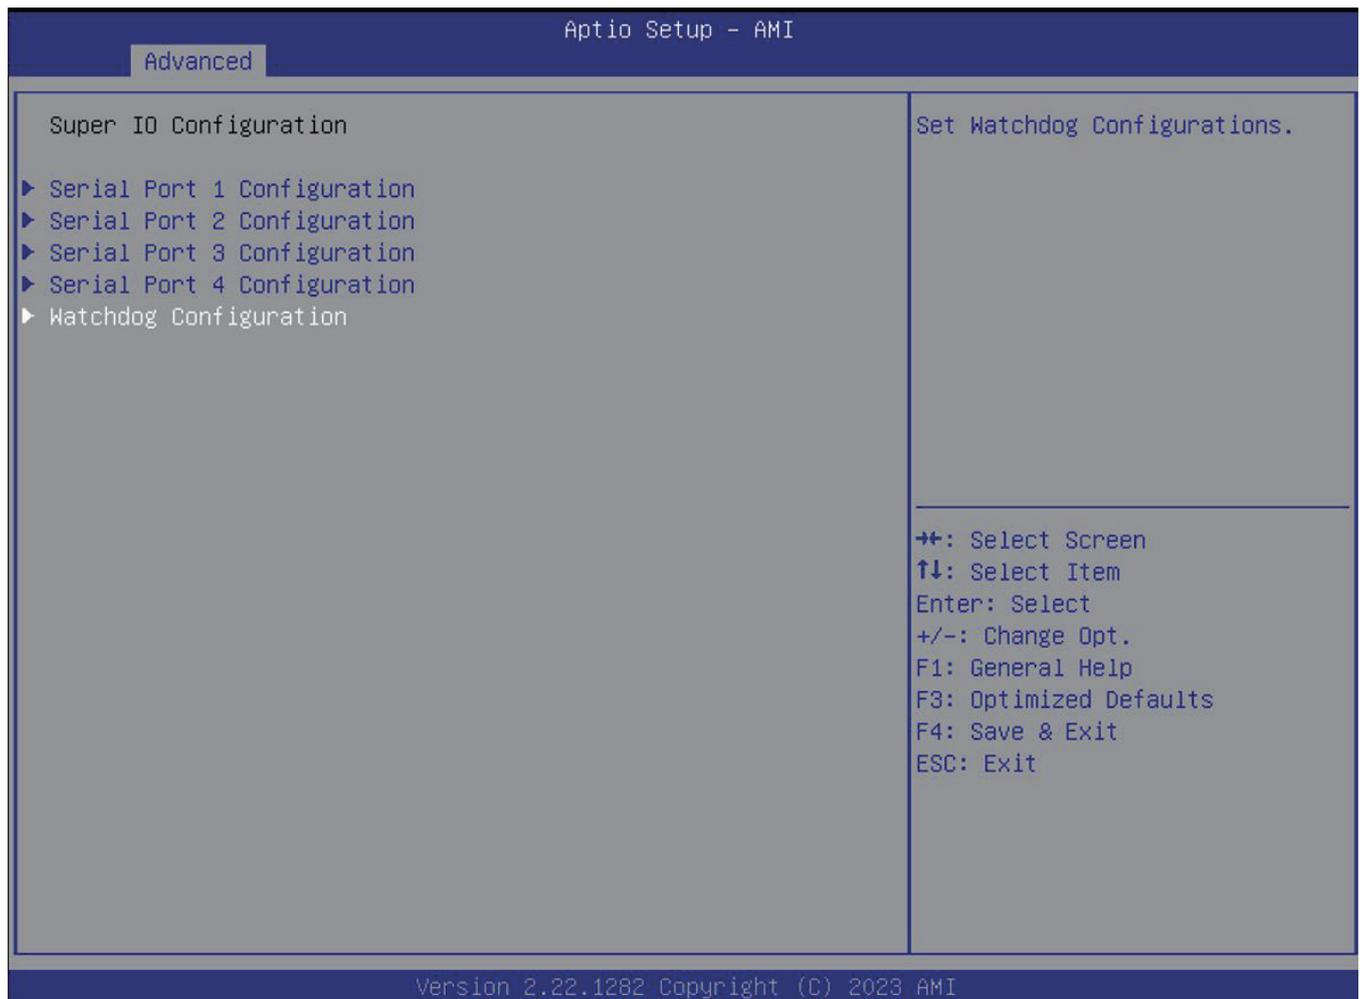 Aptio Setup – AMI
Advanced
Super IO Configuration
Serial Port 1 Configuration
Serial Port 2 Configuration
Serial Port 3 Configuration
Serial Port 4 Configuration
Watchdog Configuration
Set Watchdog Configurations.
→←: Select Screen
↑↓: Select Item
Enter: Select
+/-: Change Opt.
F1: General Help
F3: Optimized Defaults
F4: Save & Exit
ESC: Exit
Version 2.22.1282 Copyright (C) 2023 AMI